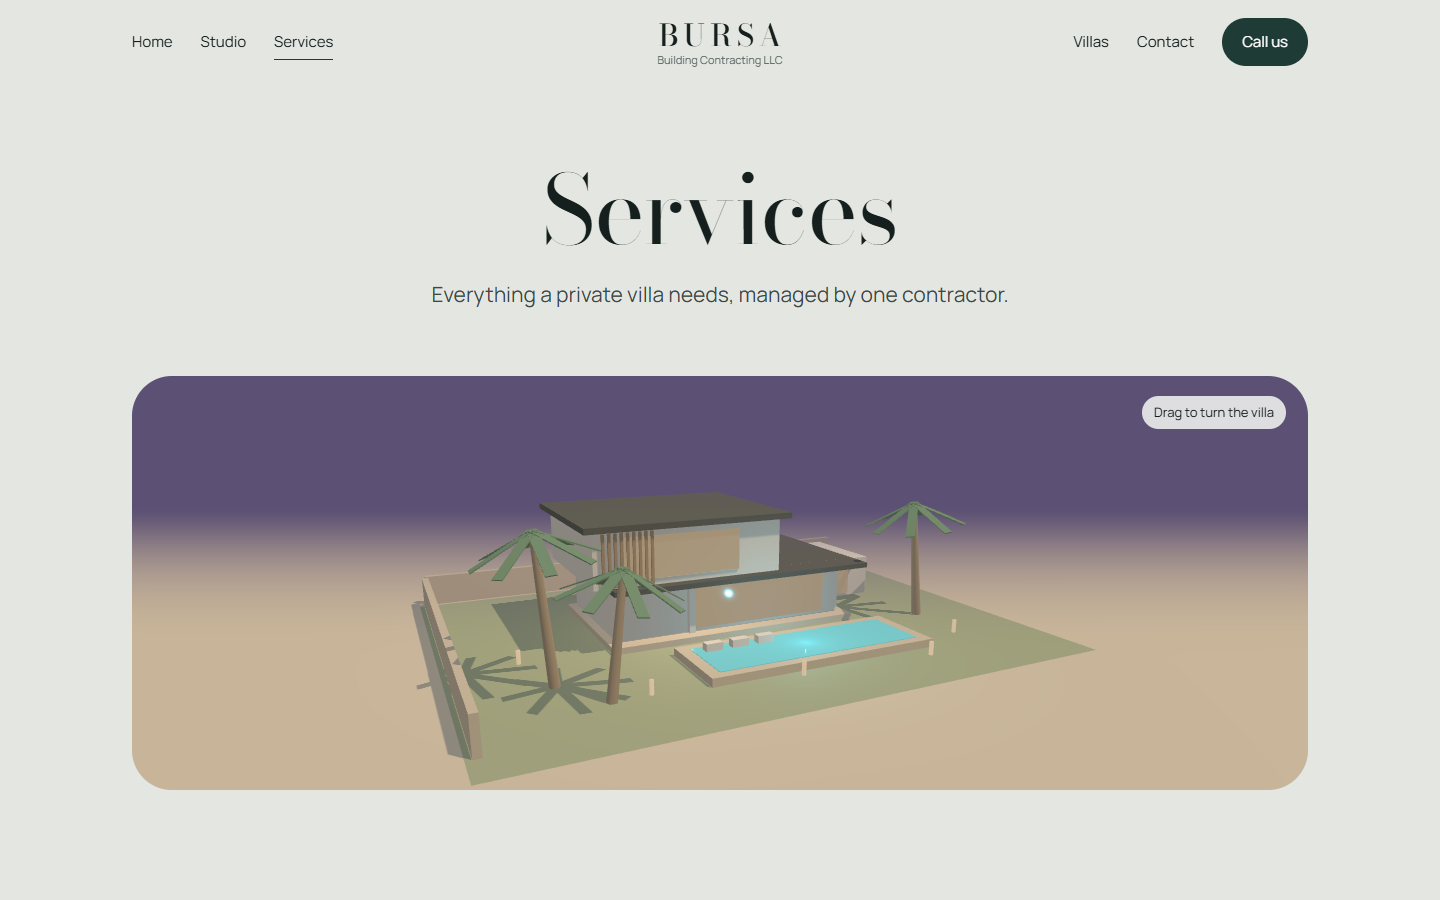 Home
Studio
Services
BURSA
Building Contracting LLC
Villas
Contact
Call us
Services
Everything a private villa needs, managed by one contractor.
Drag to turn the villa